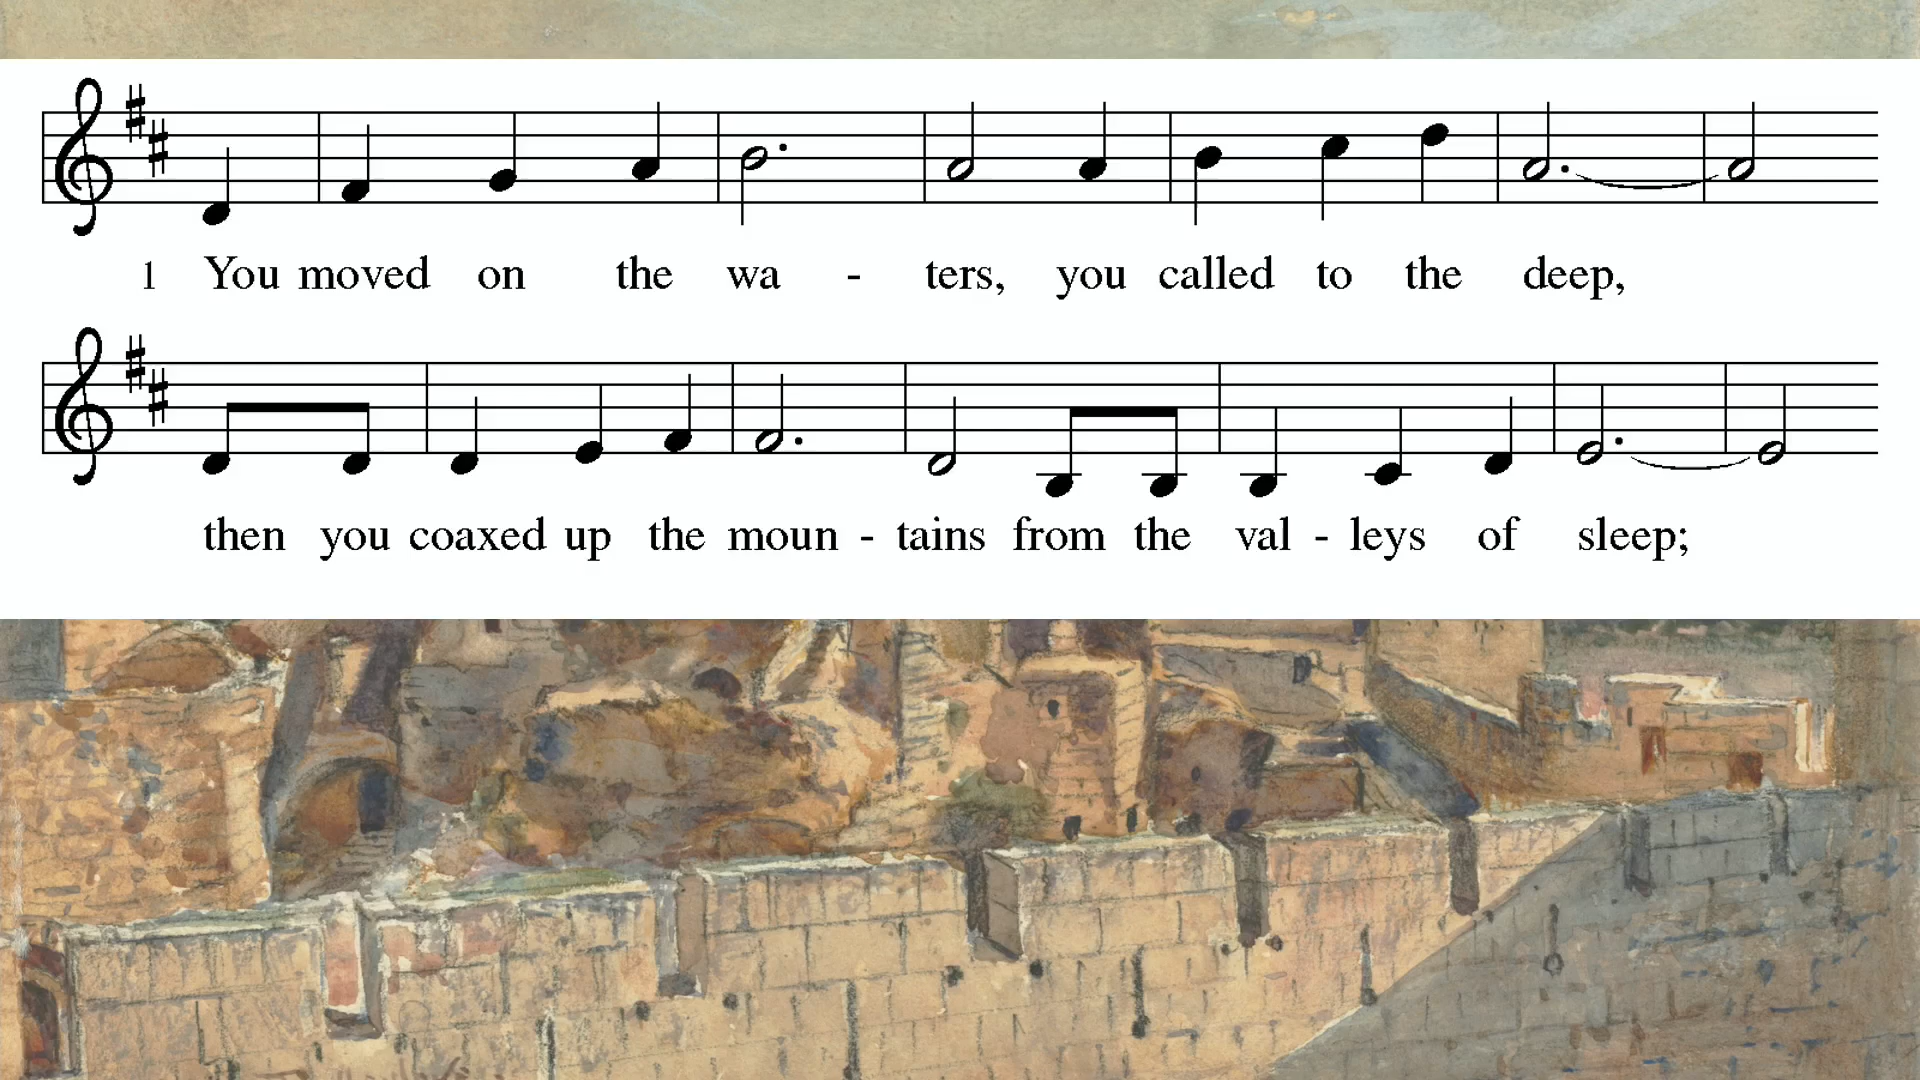 1 You moved on the wa - ters, you called to the deep,
then you coaxed up the moun - tains from the val - leys of sleep;